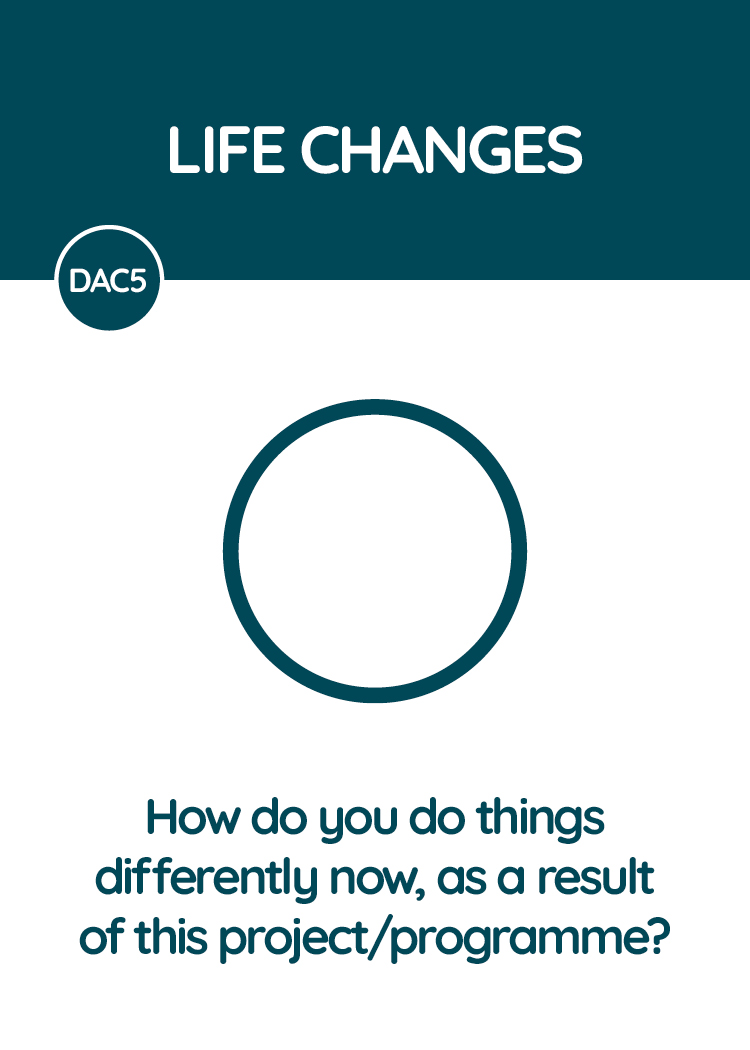 LIFE CHANGES
DAC5
How do you do things
differently now, as a result
of this project/programme?